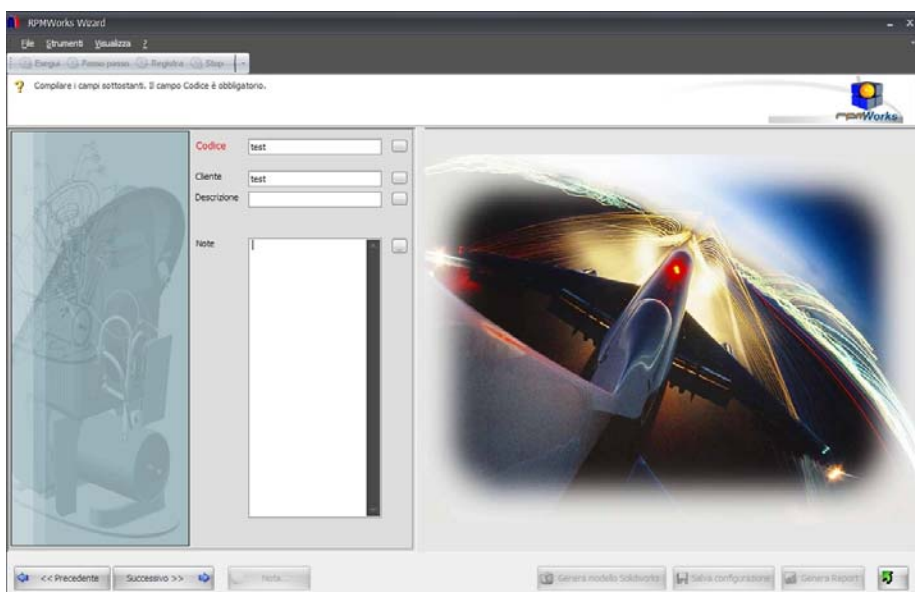 RPMWorks Wizard
File Strumenti Visualizza ?
Esegui Passo passo Registra Stop
Compilare i campi sottostanti. Il campo Codice è obbligatorio.
rpmWorks
Codice test ...
Cliente test ...
Descrizione ...
Note ...
<< Precedente Successivo >> Nota... Genera modello Solidworks Salva configurazione Genera Report